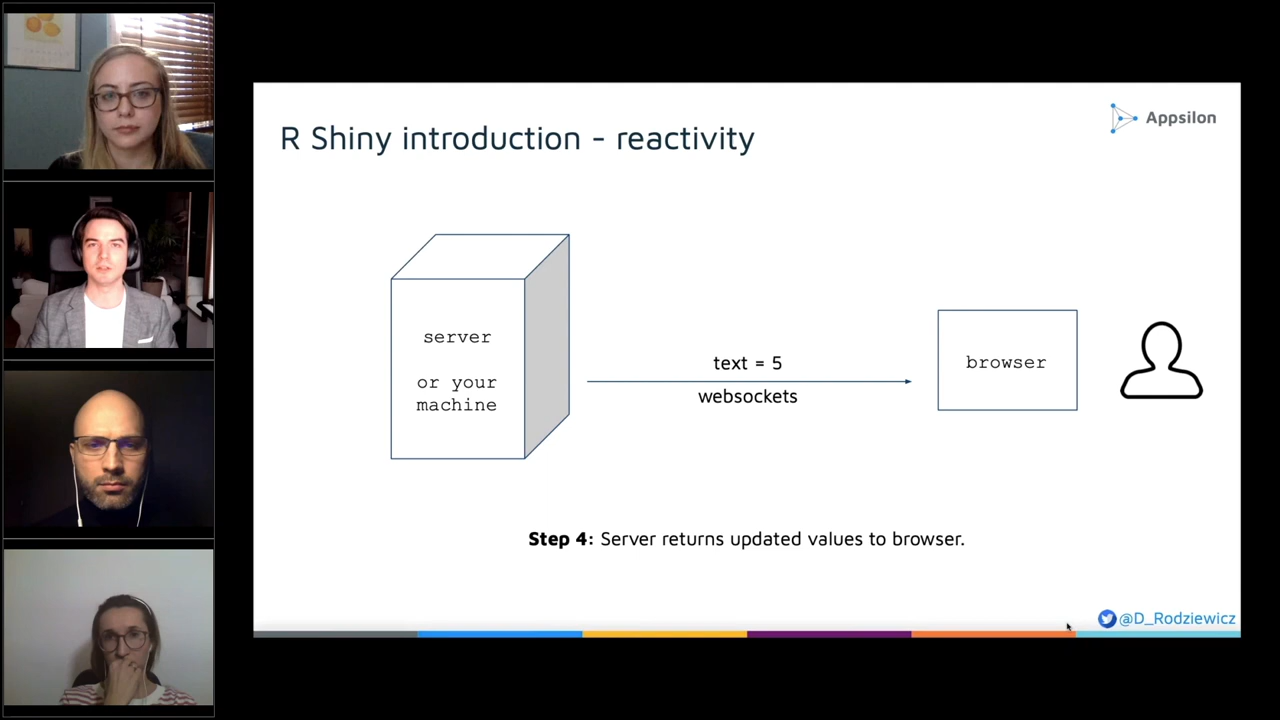 R Shiny introduction - reactivity
Appsilon
server
or your
machine
text = 5
websockets
browser
Step 4: Server returns updated values to browser.
@D_Rodziewicz